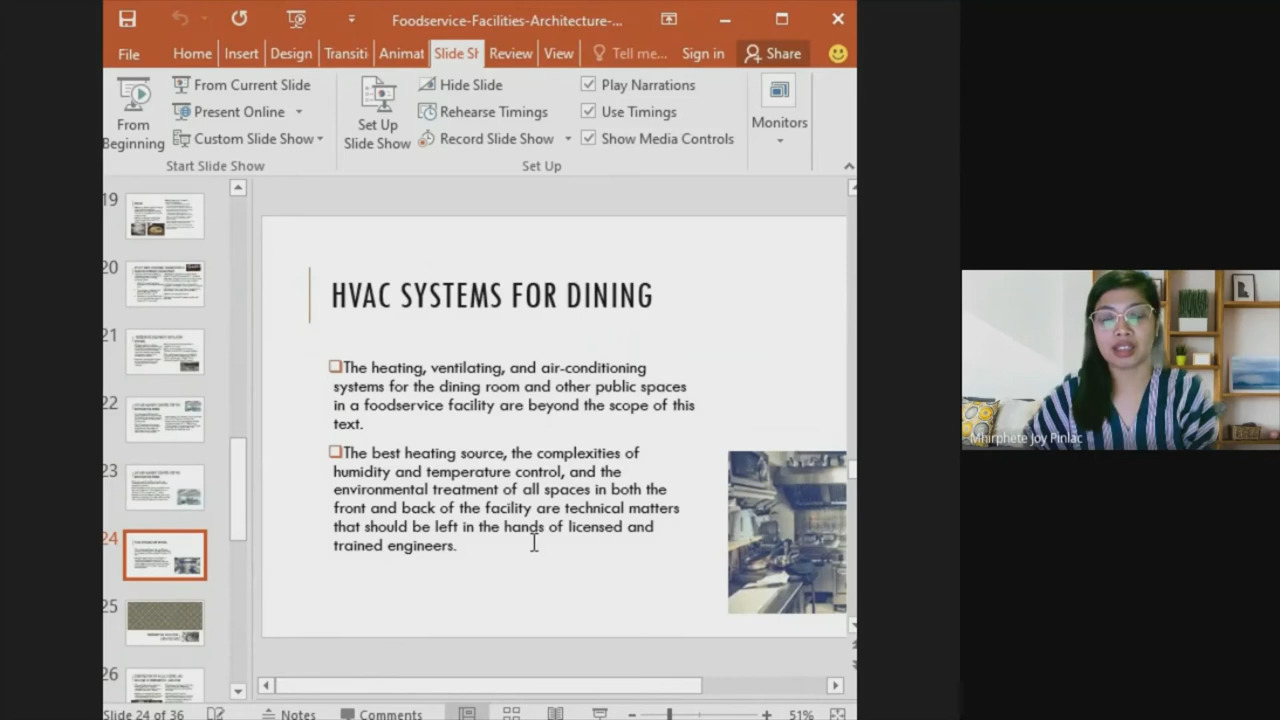 Foodservice-Facilities-Architecture-...
File Home Insert Design Transiti Animat Slide Sh Review View Tell me... Sign in Share
From Beginning
From Current Slide
Present Online
Custom Slide Show
Start Slide Show
Set Up Slide Show
Hide Slide
Rehearse Timings
Record Slide Show
Play Narrations
Use Timings
Show Media Controls
Set Up
Monitors
19
20
21
22
23
24
25
26
HVAC SYSTEMS FOR DINING
The heating, ventilating, and air-conditioning
systems for the dining room and other public spaces
in a foodservice facility are beyond the scope of this
text.
The best heating source, the complexities of
humidity and temperature control, and the
environmental treatment of all spaces in both the
front and back of the facility are technical matters
that should be left in the hands of licensed and
trained engineers.
Slide 24 of 36 Notes Comments 51%
Mhirphete Joy Pinlac